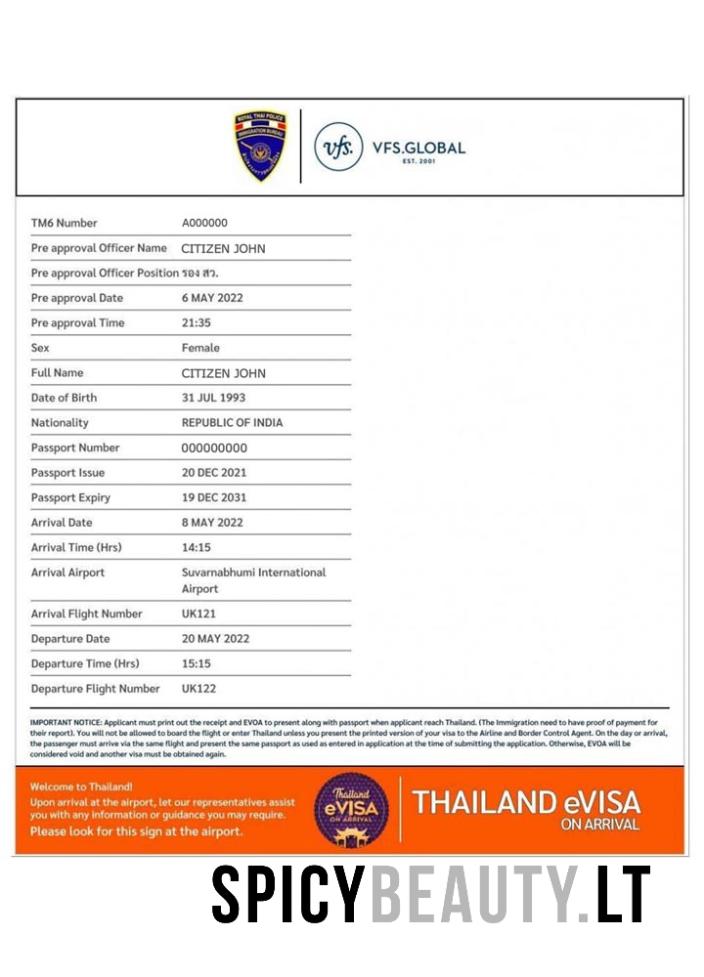 ROYAL THAI POLICE
IMMIGRATION BUREAU
vfs.
VFS.GLOBAL
EST. 2001
TM6 Number A000000
Pre approval Officer Name CITIZEN JOHN
Pre approval Officer Position รอง สว.
Pre approval Date 6 MAY 2022
Pre approval Time 21:35
Sex Female
Full Name CITIZEN JOHN
Date of Birth 31 JUL 1993
Nationality REPUBLIC OF INDIA
Passport Number 000000000
Passport Issue 20 DEC 2021
Passport Expiry 19 DEC 2031
Arrival Date 8 MAY 2022
Arrival Time (Hrs) 14:15
Arrival Airport Suvarnabhumi International
Airport
Arrival Flight Number UK121
Departure Date 20 MAY 2022
Departure Time (Hrs) 15:15
Departure Flight Number UK122
IMPORTANT NOTICE: Applicant must print out the receipt and EVOA to present along with passport when applicant reach Thailand. (The Immigration need to have proof of payment for
their report). You will not be allowed to board the flight or enter Thailand unless you present the printed version of your visa to the Airline and Border Control Agent. On the day or arrival,
the passenger must arrive via the same flight and present the same passport as used as entered in application at the time of submitting the application. Otherwise, EVOA will be
considered void and another visa must be obtained again.
Welcome to Thailand!
Upon arrival at the airport, let our representatives assist
you with any information or guidance you may require.
Please look for this sign at the airport.
Thailand
eVISA
ON ARRIVAL
THAILAND eVISA
ON ARRIVAL
SPICYBEAUTY.LT